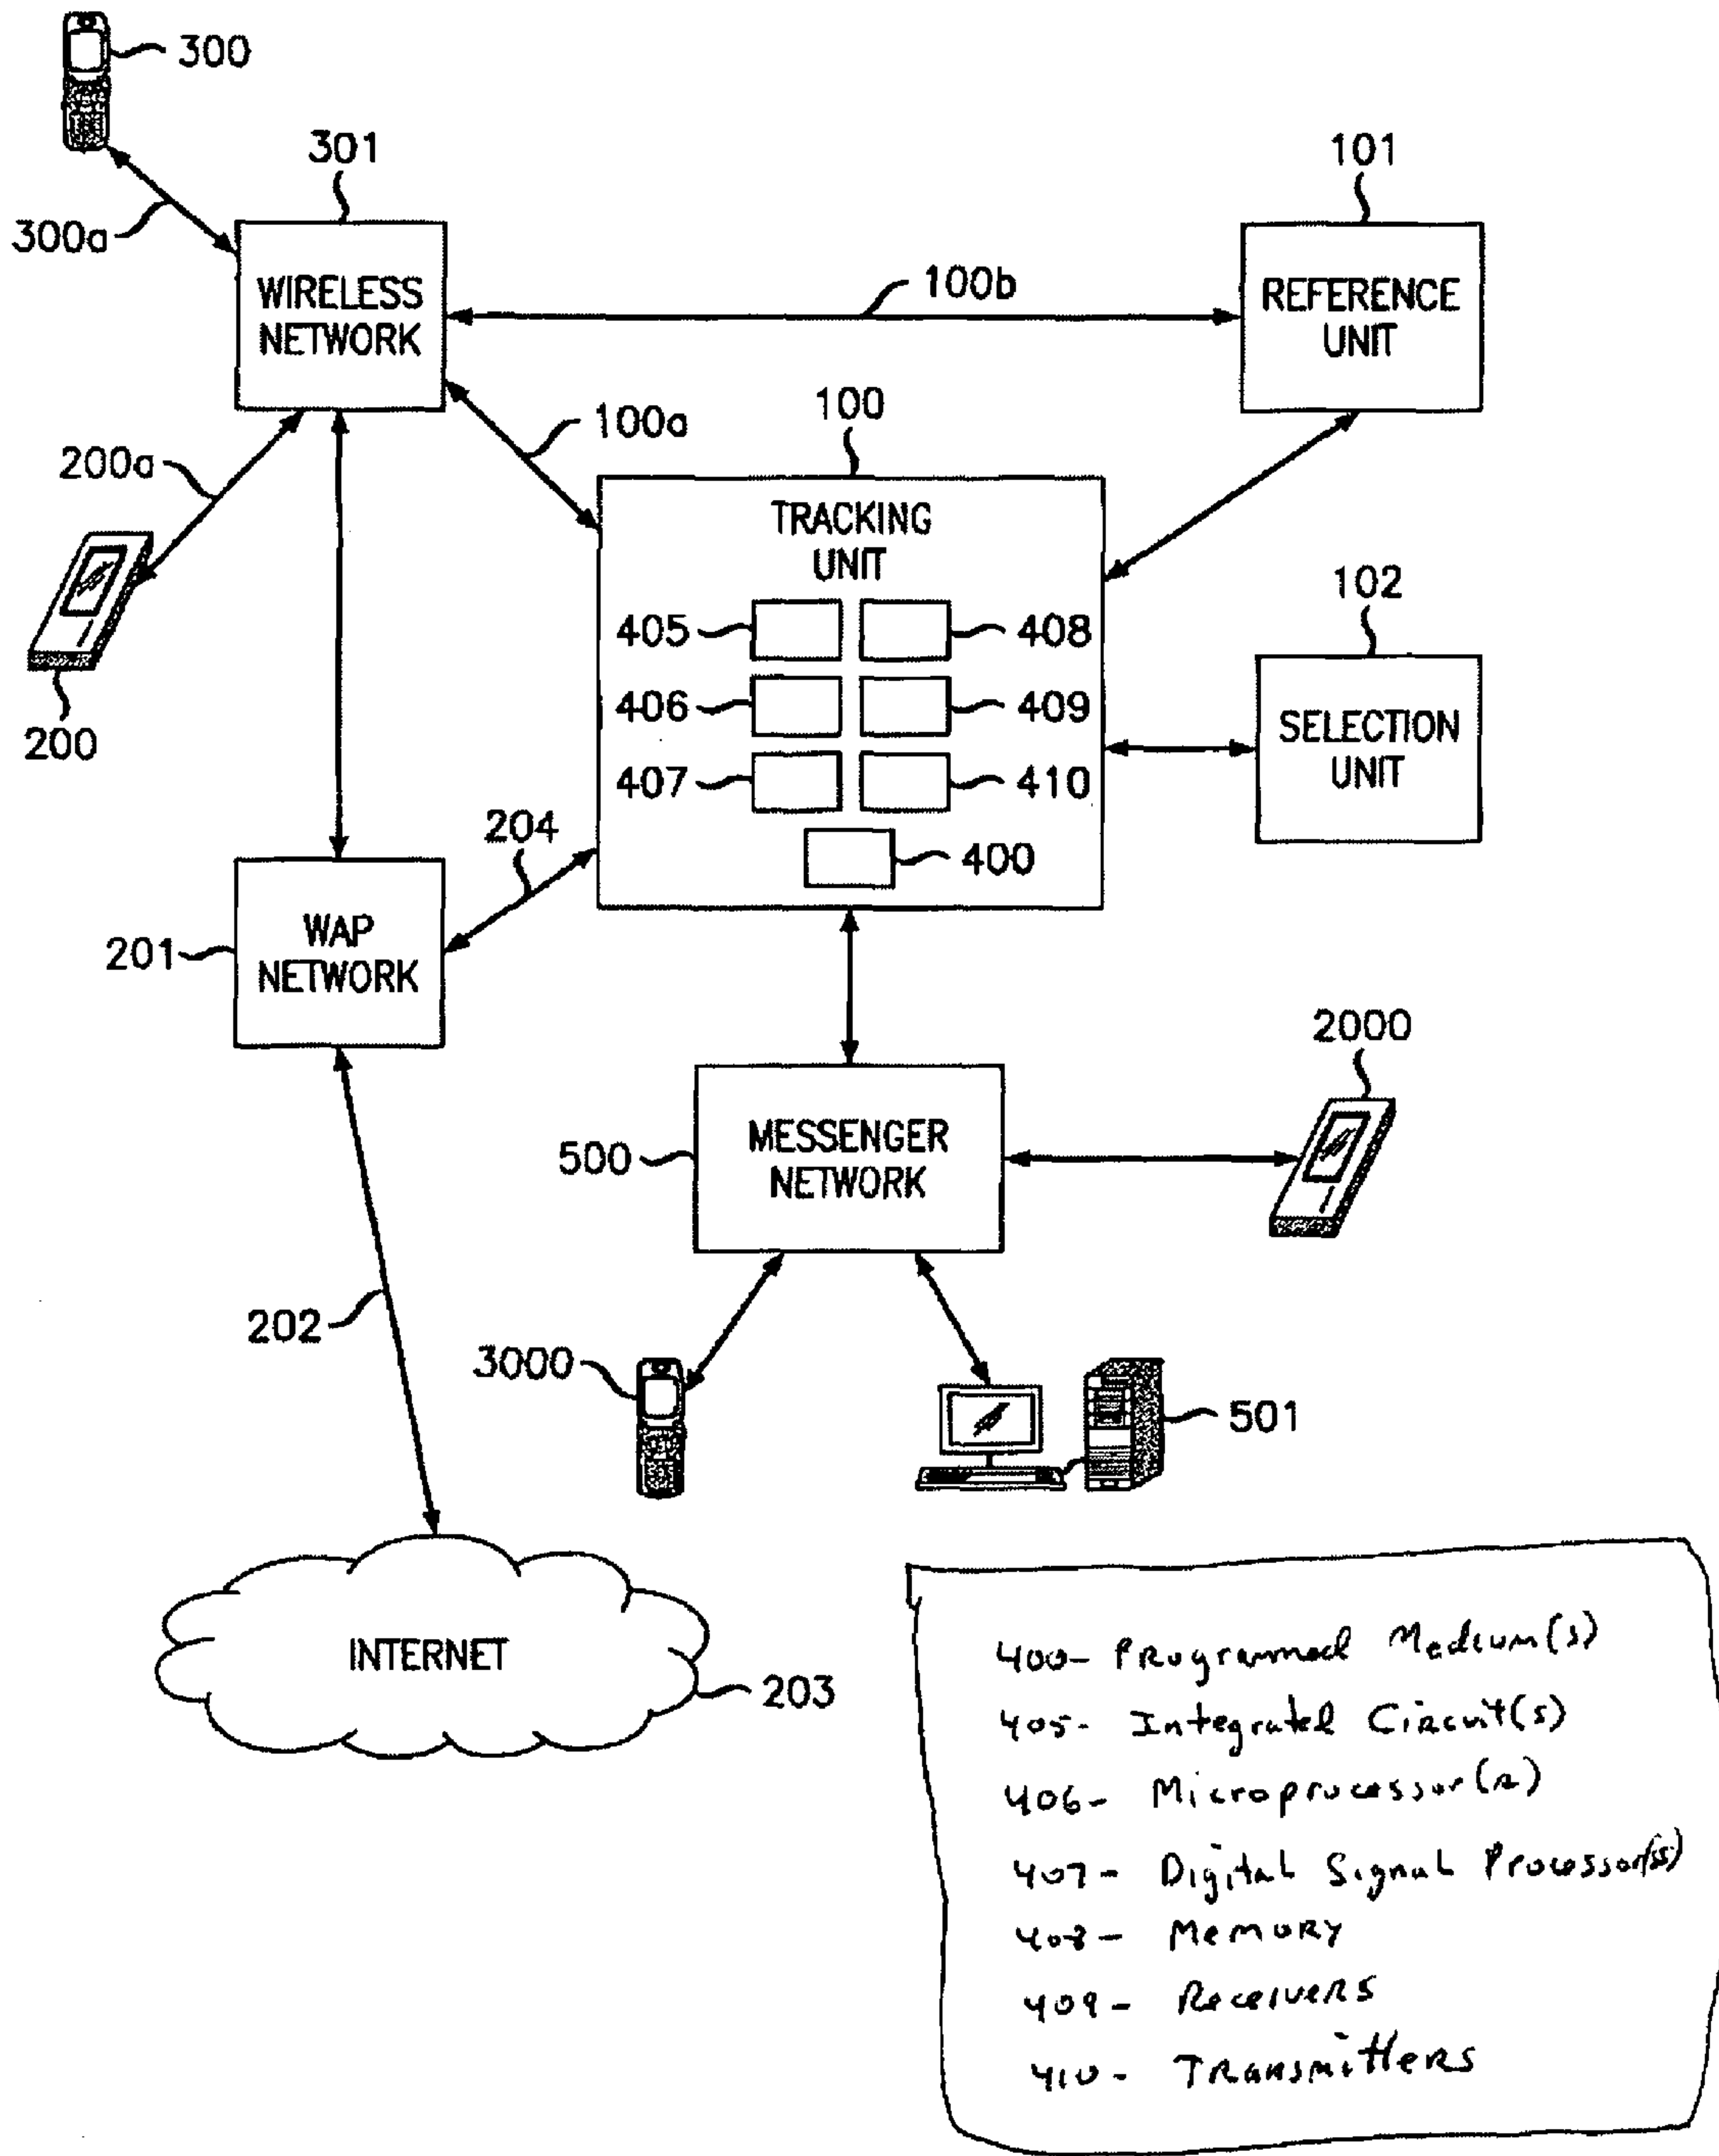 300
301
101
300a
WIRELESS
NETWORK
100b
REFERENCE
UNIT
100
100a
200a
TRACKING
UNIT
102
405
408
406
409
SELECTION
UNIT
200
407
410
204
400
WAP
NETWORK
201
2000
MESSENGER
NETWORK
500
202
3000
501
INTERNET
203
400- Programmed Medium(s)
405- Integrated Circuit(s)
406- Microprocessor(s)
407- Digital Signal Processor(s)
408- Memory
409- Receivers
410- Transmitters